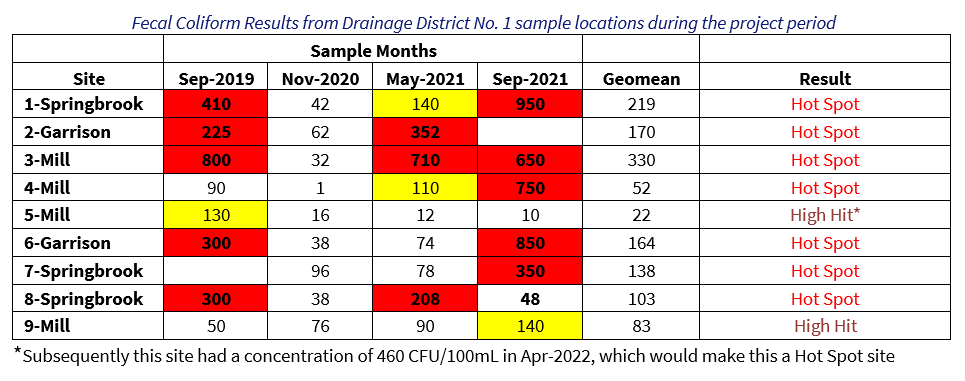 Fecal Coliform Results from Drainage District No. 1 sample locations during the project period
Sample Months
Site Sep-2019 Nov-2020 May-2021 Sep-2021 Geomean Result
1-Springbrook 410 42 140 950 219 Hot Spot
2-Garrison 225 62 352 170 Hot Spot
3-Mill 800 32 710 650 330 Hot Spot
4-Mill 90 1 110 750 52 Hot Spot
5-Mill 130 16 12 10 22 High Hit*
6-Garrison 300 38 74 850 164 Hot Spot
7-Springbrook 96 78 350 138 Hot Spot
8-Springbrook 300 38 208 48 103 Hot Spot
9-Mill 50 76 90 140 83 High Hit
*Subsequently this site had a concentration of 460 CFU/100mL in Apr-2022, which would make this a Hot Spot site